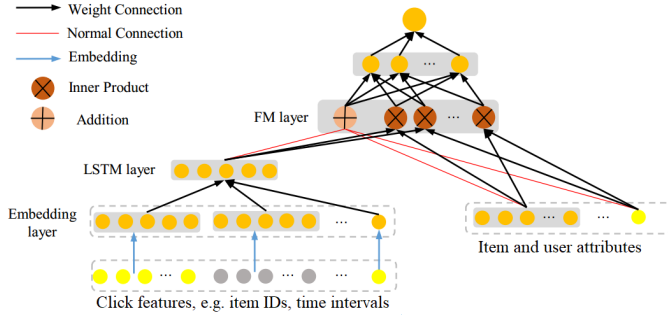 Weight Connection
Normal Connection
Embedding
Inner Product
Addition
FM layer
LSTM layer
Embedding
layer
Item and user attributes
Click features, e.g. item IDs, time intervals